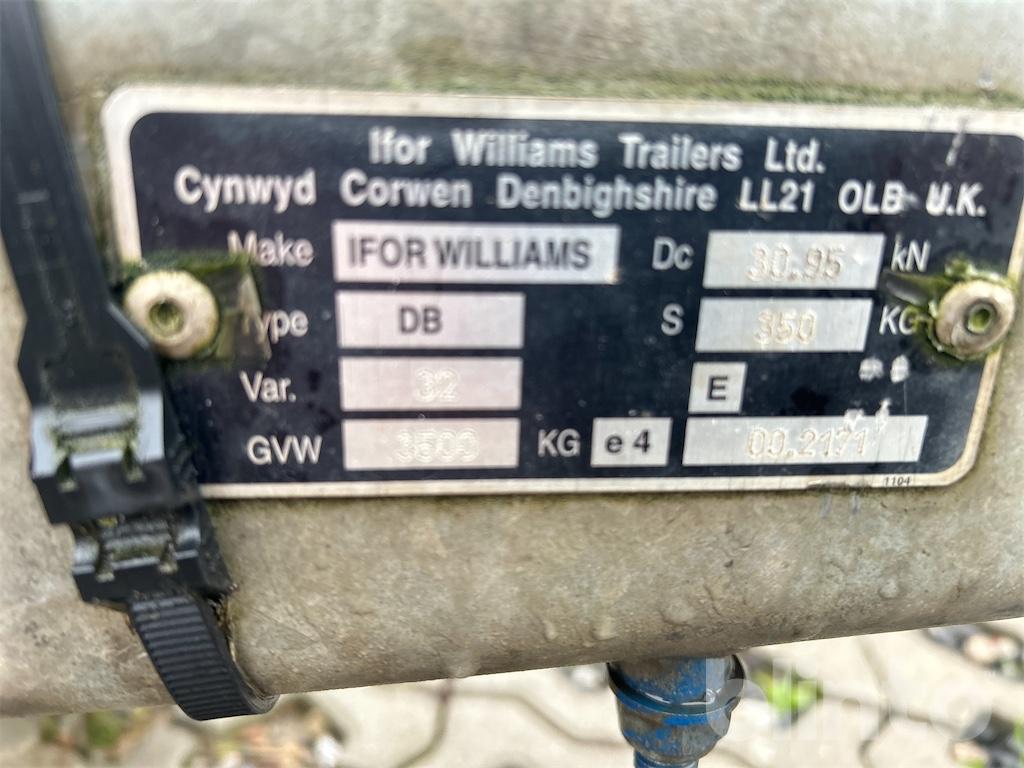 Ifor Williams Trailers Ltd.
Cynwyd Corwen Denbighshire LL21 OLB U.K.
Make IFOR WILLIAMS Dc 30.95 kN
Type DB S 350 KG
Var. 32 E
GVW 3500 KG e4 00.2171
1104